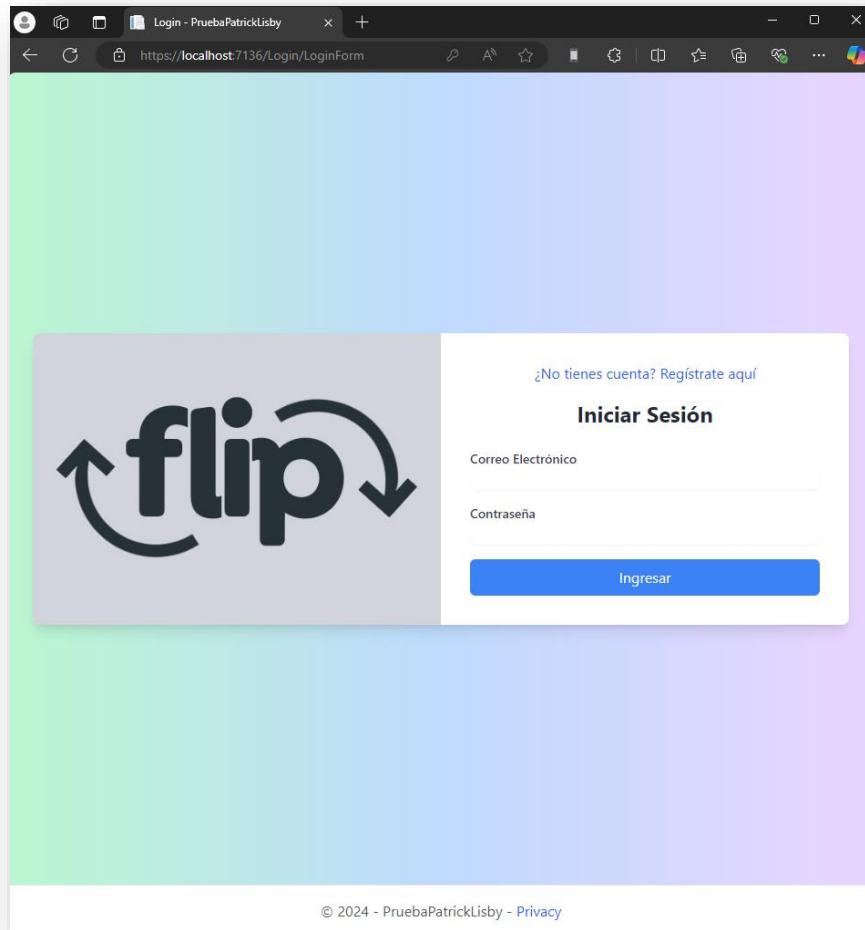 Login - PruebaPatrickLisby
https://localhost:7136/Login/LoginForm
flip
¿No tienes cuenta? Regístrate aquí
Iniciar Sesión
Correo Electrónico
Contraseña
Ingresar
© 2024 - PruebaPatrickLisby - Privacy